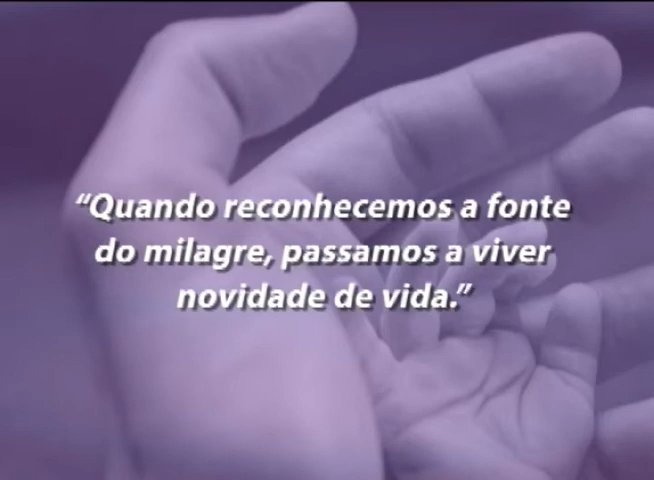 “Quando reconhecemos a fonte
do milagre, passamos a viver
novidade de vida.”